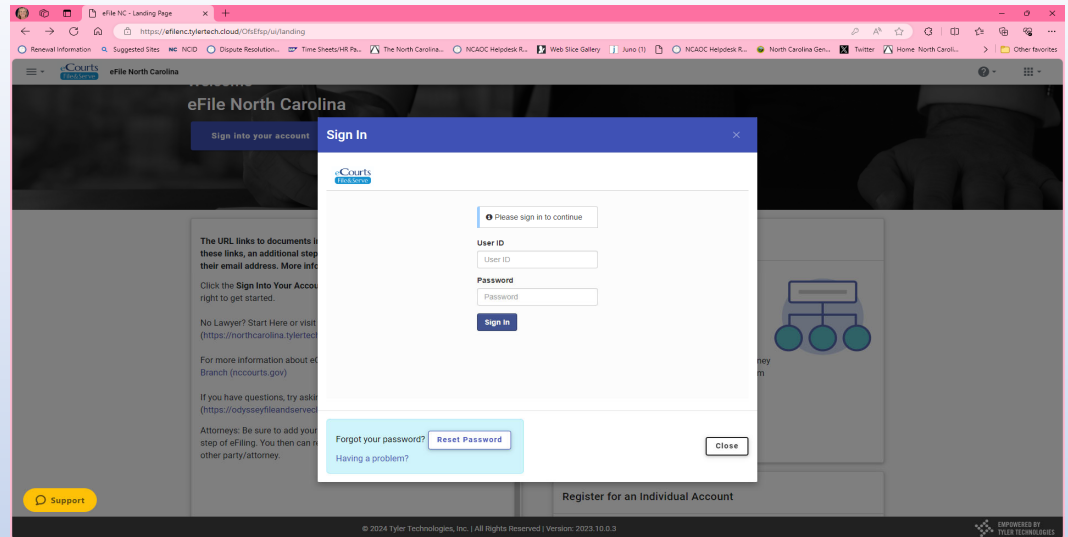 eFile NC - Landing Page
https://efilenc.tylertech.cloud/OfsEfsp/ui/landing
Renewal Information Suggested Sites NC NCID Dispute Resolution... Time Sheets/HR Pa... The North Carolina... NCAOC Helpdesk R... Web Slice Gallery Juno (1) NCAOC Helpdesk R... North Carolina Gen... Twitter Home North Caroli... Other favorites
eCourts
File&Serve
eFile North Carolina
eFile North Carolina
Sign into your account
Sign In
eCourts
File&Serve
Please sign in to continue
User ID
User ID
Password
Password
Sign In
Forgot your password? Reset Password
Having a problem?
Close
The URL links to documents i
these links, an additional step
their email address. More info
Click the Sign Into Your Accou
right to get started.
No Lawyer? Start Here or visit
(https://northcarolina.tylertec
For more information about eC
Branch (nccourts.gov)
If you have questions, try askin
(https://odysseyfileandservecl
Attorneys: Be sure to add your
step of eFiling. You then can r
other party/attorney.
ney
m
Register for an Individual Account
Support
© 2024 Tyler Technologies, Inc. | All Rights Reserved | Version: 2023.10.0.3
EMPOWERED BY
TYLER TECHNOLOGIES